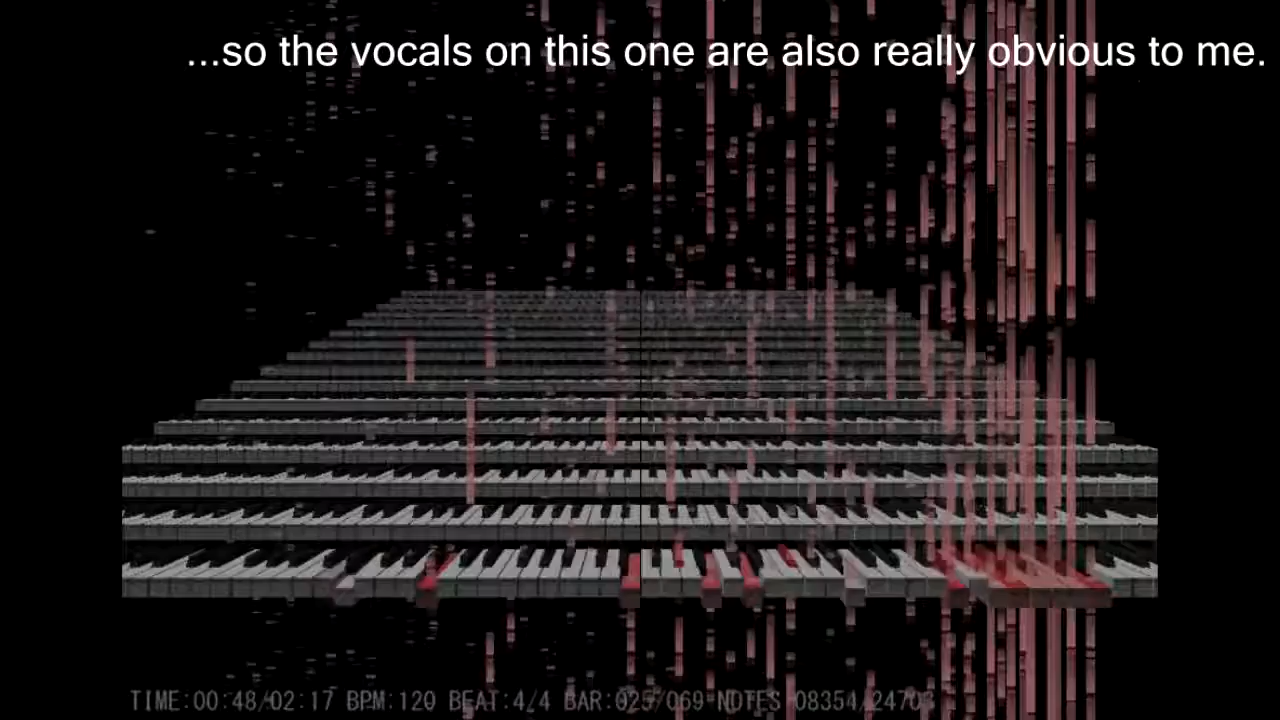 ...so the vocals on this one are also really obvious to me.
TIME:00:48/02:17 BPM:120 BEAT:4/4 BAR:025/069 NOTES